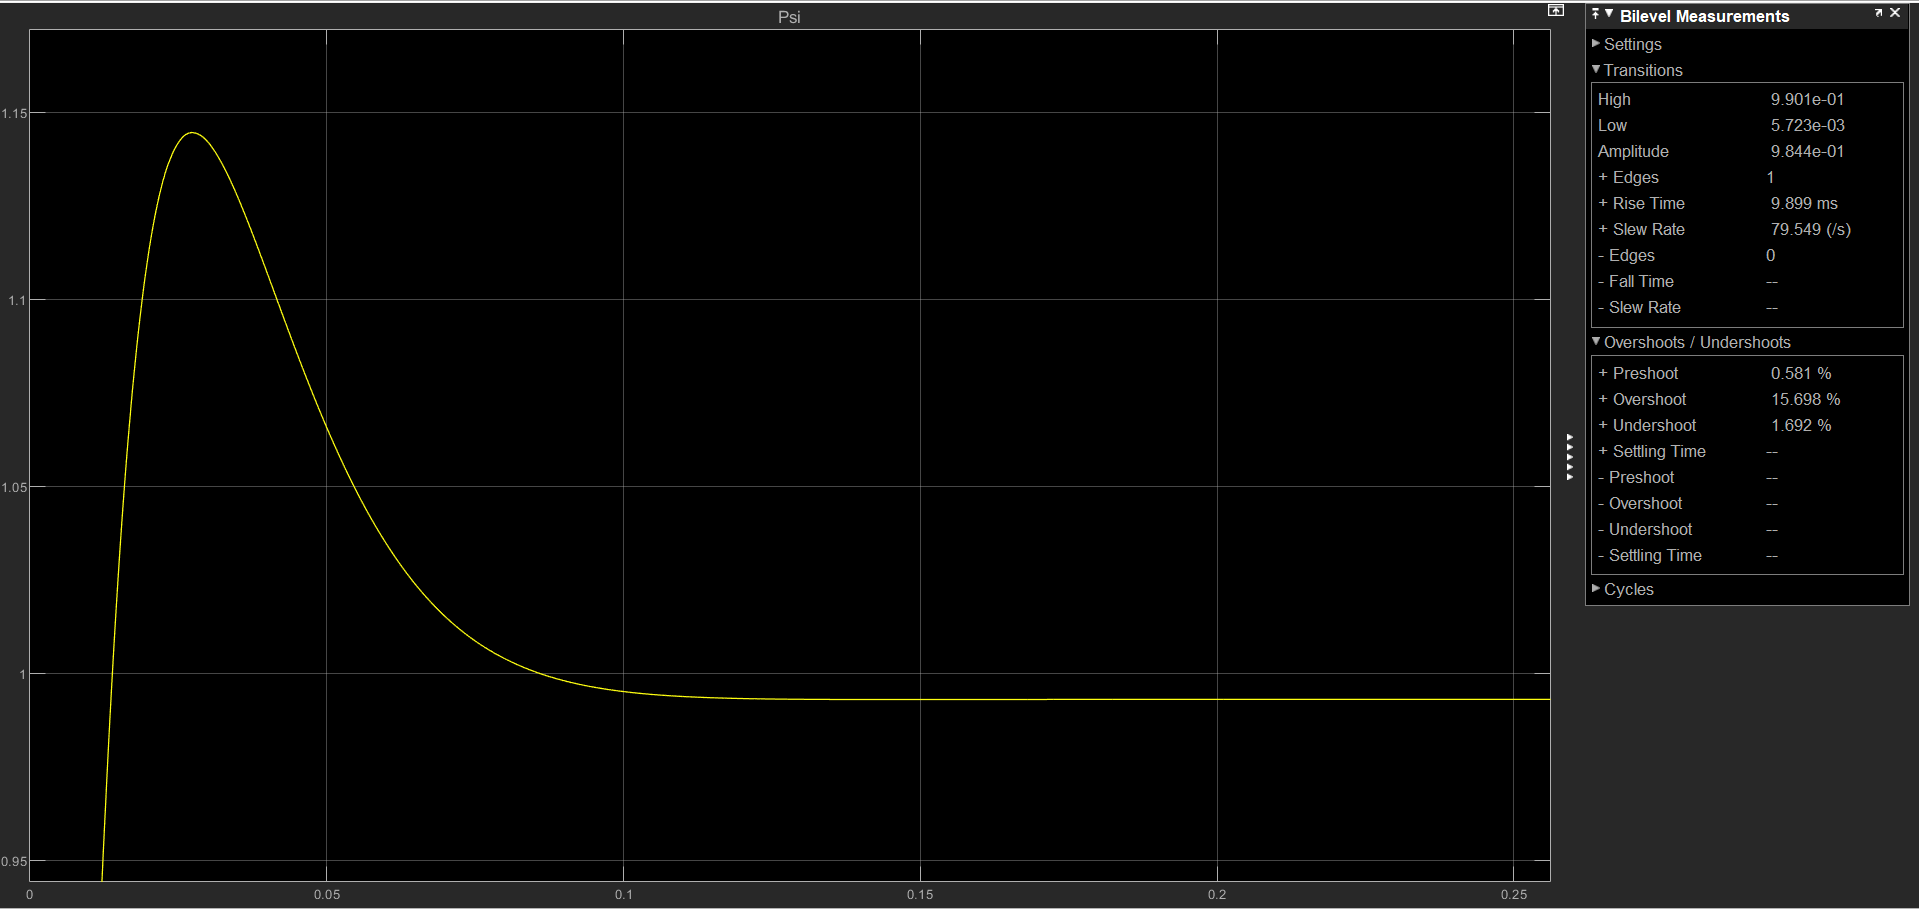 Psi
1.15
1.1
1.05
1
0.95
0
0.05
0.1
0.15
0.2
0.25
Bilevel Measurements
Settings
Transitions
High 9.901e-01
Low 5.723e-03
Amplitude 9.844e-01
+ Edges 1
+ Rise Time 9.899 ms
+ Slew Rate 79.549 (/s)
- Edges 0
- Fall Time --
- Slew Rate --
Overshoots / Undershoots
+ Preshoot 0.581 %
+ Overshoot 15.698 %
+ Undershoot 1.692 %
+ Settling Time --
- Preshoot --
- Overshoot --
- Undershoot --
- Settling Time --
Cycles